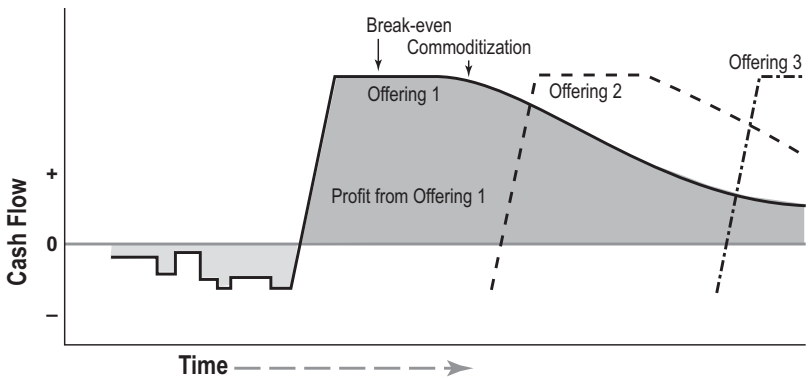 Break-even
Commoditization
Offering 3
Offering 1
Offering 2
+
Profit from Offering 1
0
–
Cash Flow
Time